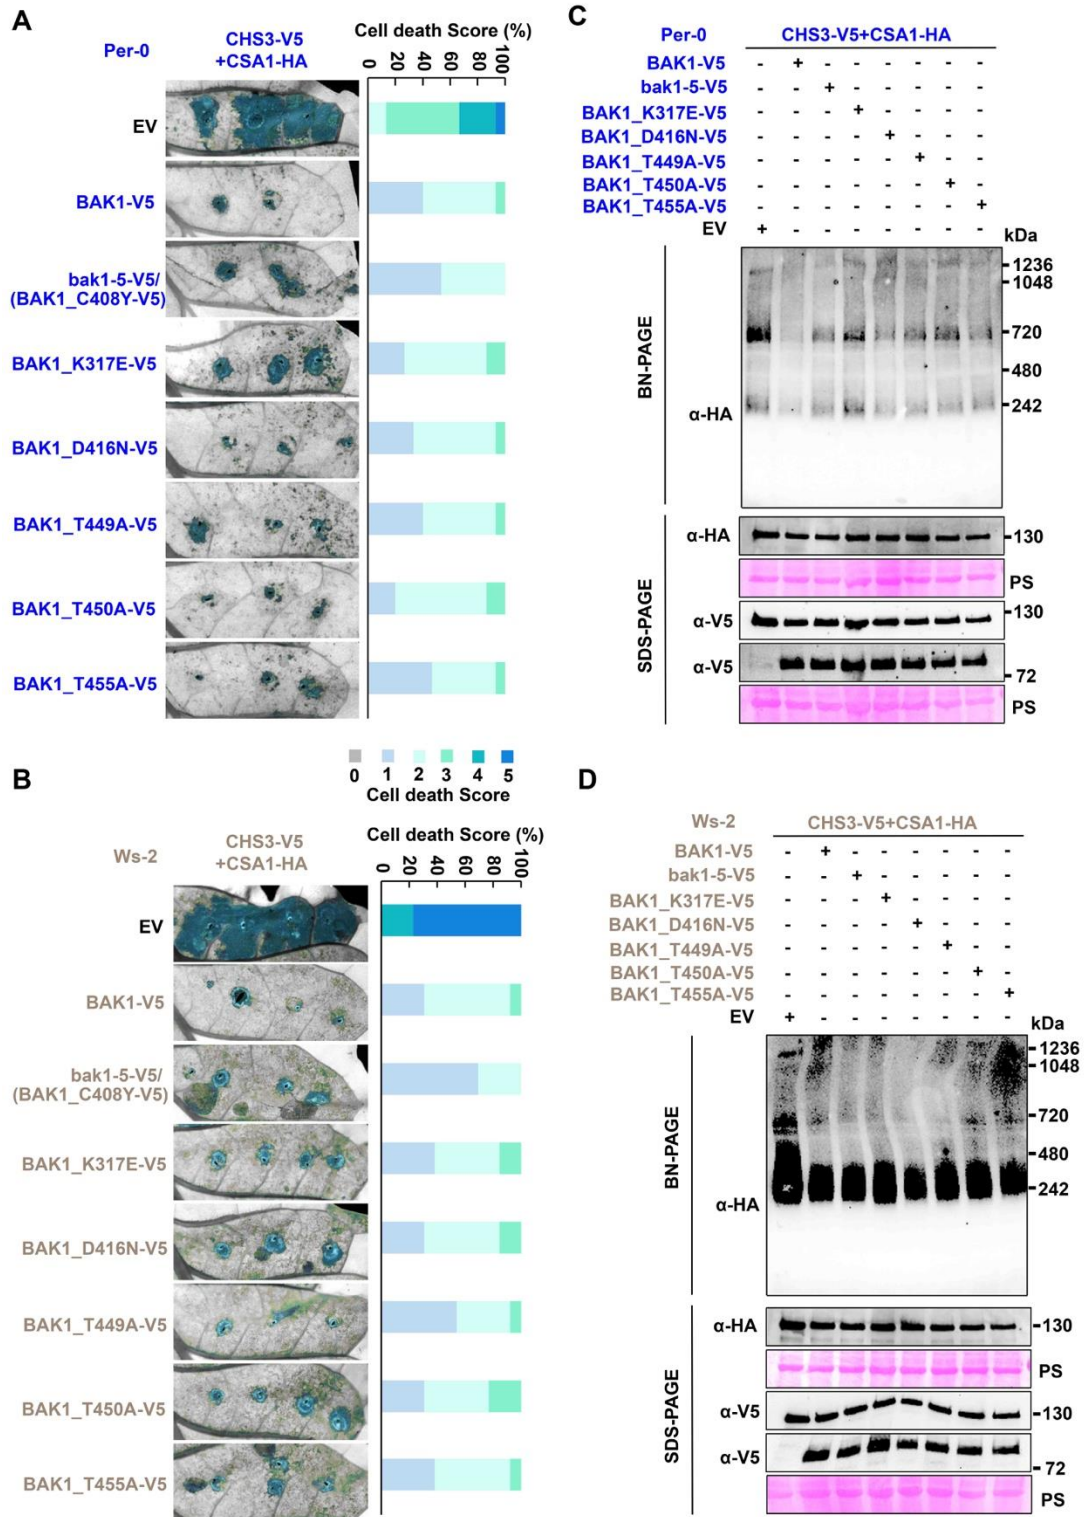 A
Per-0
CHS3-V5
+CSA1-HA
Cell death Score (%)
0 20 40 60 80 100
EV
BAK1-V5
bak1-5-V5/
(BAK1_C408Y-V5)
BAK1_K317E-V5
BAK1_D416N-V5
BAK1_T449A-V5
BAK1_T450A-V5
BAK1_T455A-V5
0 1 2 3 4 5
Cell death Score
B
Ws-2
CHS3-V5
+CSA1-HA
Cell death Score (%)
0 20 40 60 80 100
EV
BAK1-V5
bak1-5-V5/
(BAK1_C408Y-V5)
BAK1_K317E-V5
BAK1_D416N-V5
BAK1_T449A-V5
BAK1_T450A-V5
BAK1_T455A-V5
C
Per-0 CHS3-V5+CSA1-HA
BAK1-V5 - + - - - - - -
bak1-5-V5 - - + - - - - -
BAK1_K317E-V5 - - - + - - - -
BAK1_D416N-V5 - - - - + - - -
BAK1_T449A-V5 - - - - - + - -
BAK1_T450A-V5 - - - - - - + -
BAK1_T455A-V5 - - - - - - - +
EV + - - - - - - -
kDa
BN-PAGE
α-HA
1236
1048
720
480
242
SDS-PAGE
α-HA 130
PS
α-V5 130
α-V5 72
PS
D
Ws-2 CHS3-V5+CSA1-HA
BAK1-V5 - + - - - - - -
bak1-5-V5 - - + - - - - -
BAK1_K317E-V5 - - - + - - - -
BAK1_D416N-V5 - - - - + - - -
BAK1_T449A-V5 - - - - - + - -
BAK1_T450A-V5 - - - - - - + -
BAK1_T455A-V5 - - - - - - - +
EV + - - - - - - -
kDa
BN-PAGE
α-HA
1236
1048
720
480
242
SDS-PAGE
α-HA 130
PS
α-V5 130
α-V5 72
PS